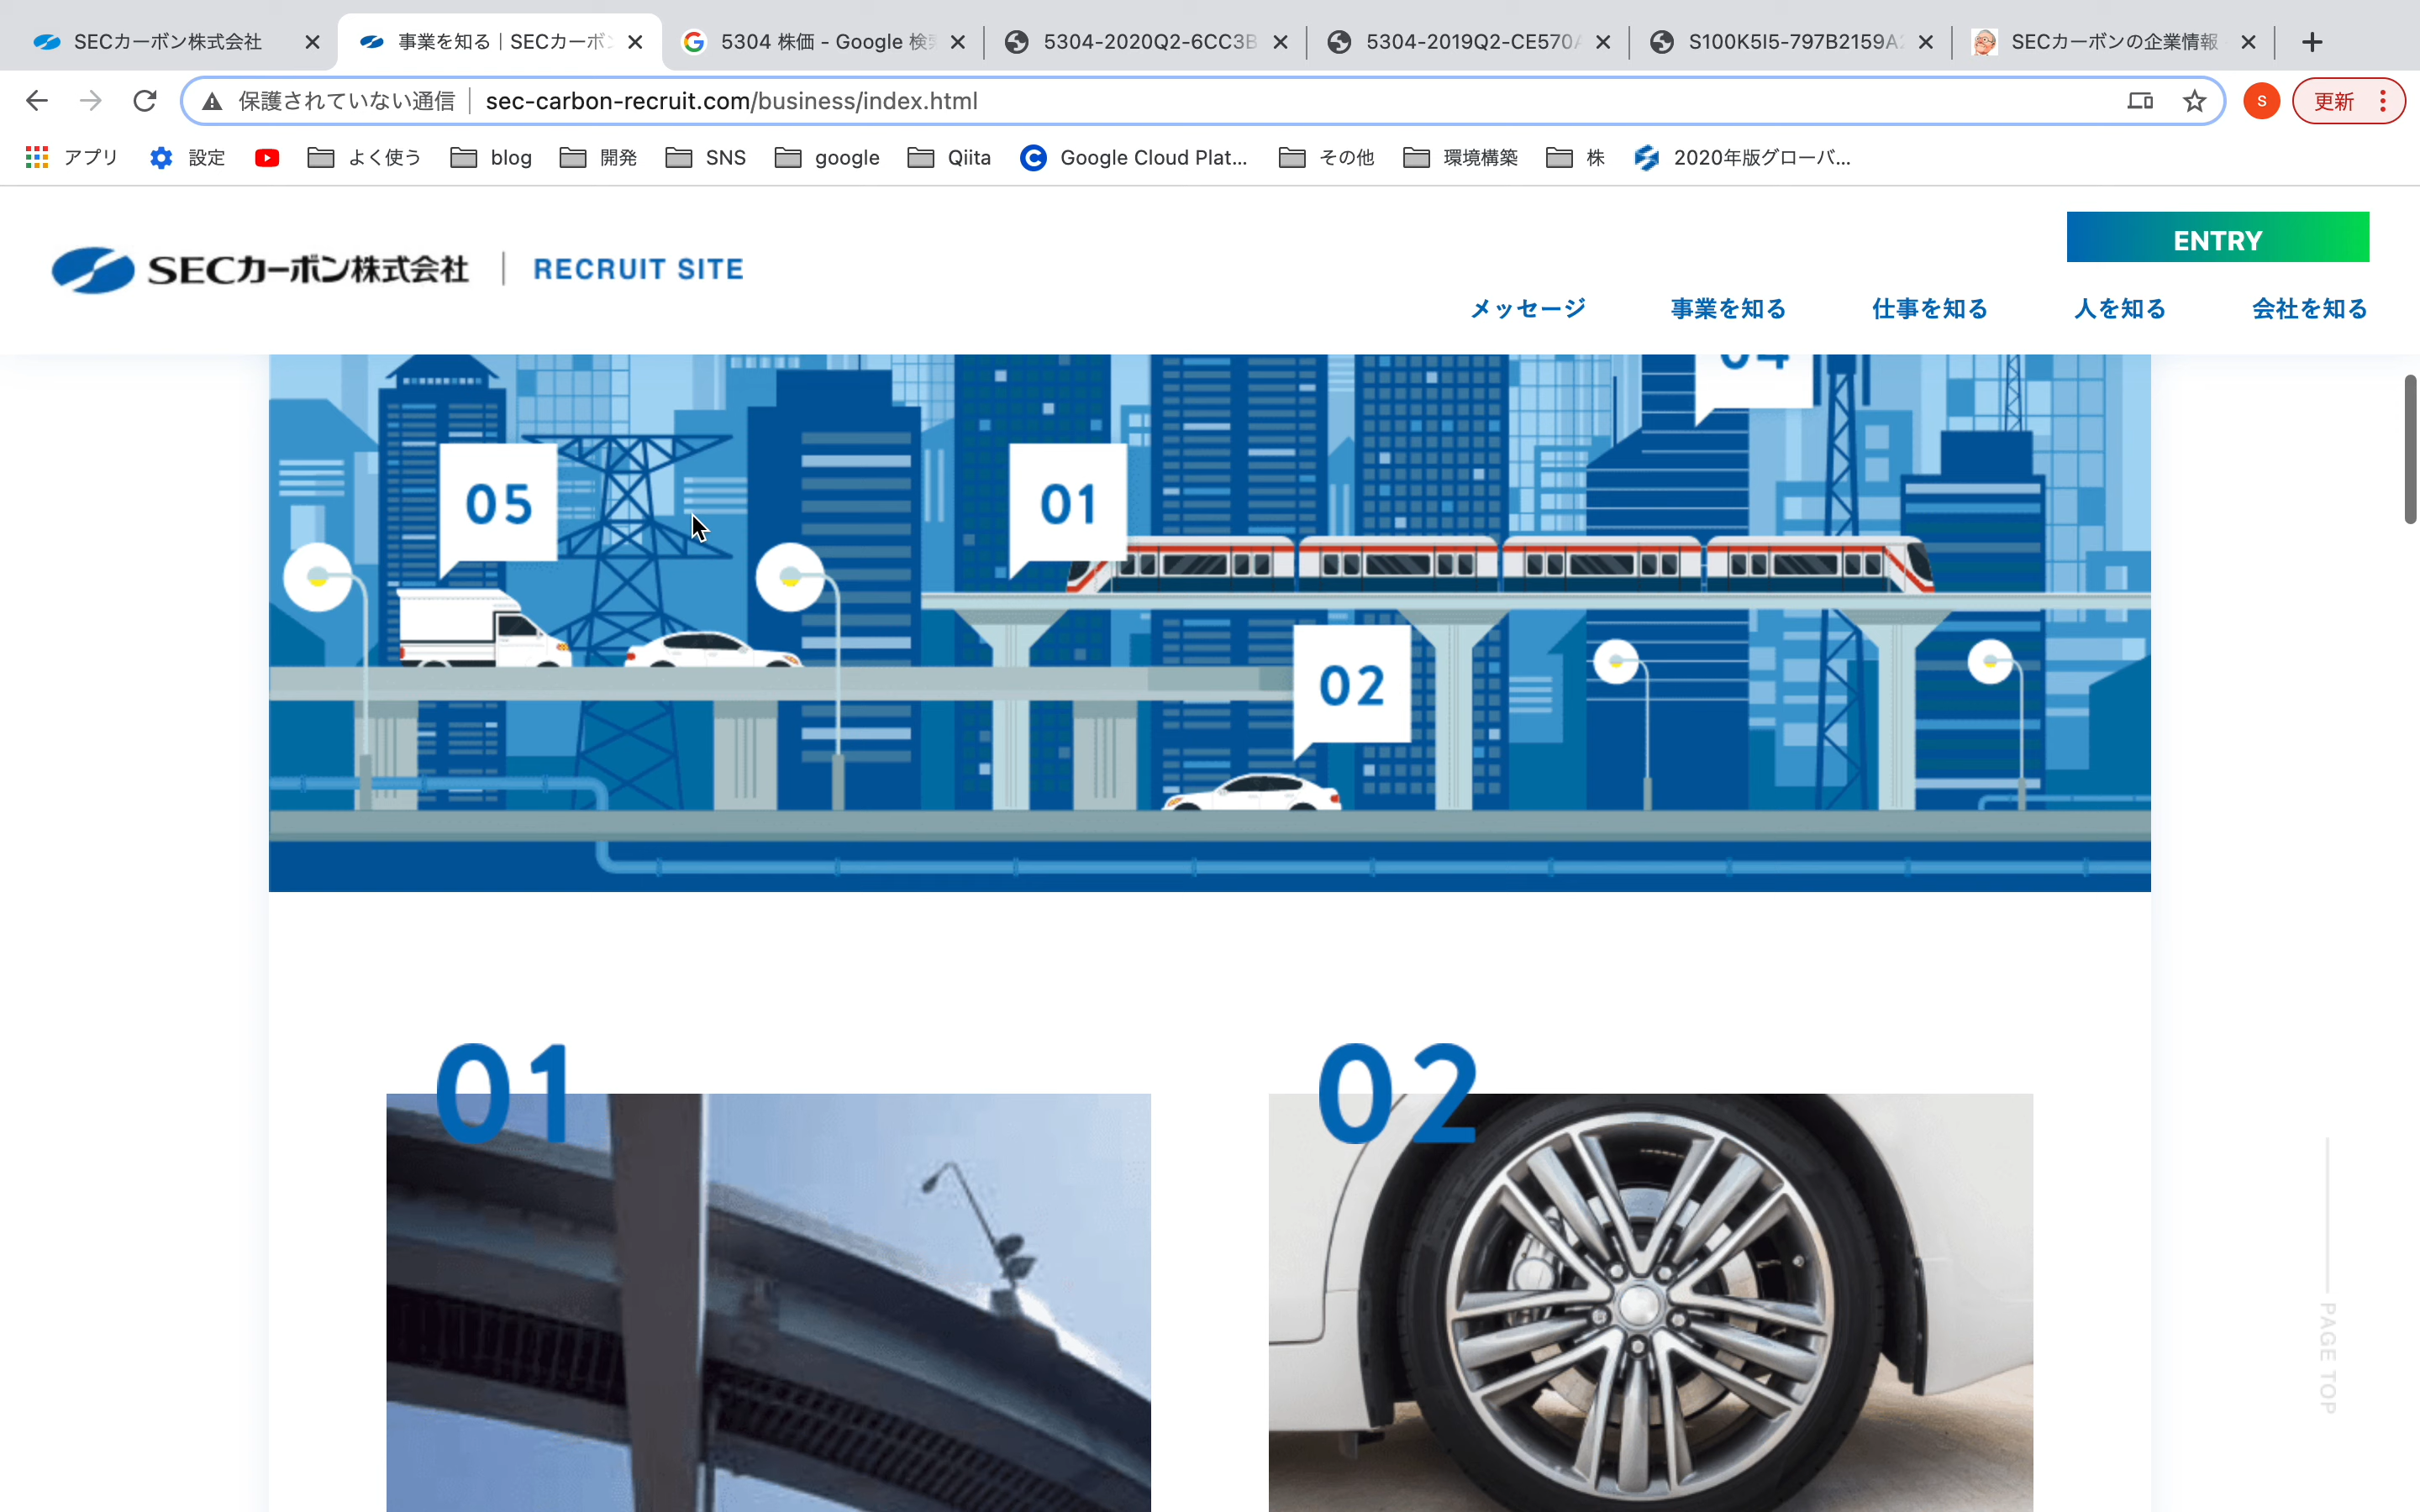 SECカーボン株式会社
事業を知る | SECカーボン
5304 株価 - Google 検索
5304-2020Q2-6CC3B
5304-2019Q2-CE570A
S100K5I5-797B2159A2
SECカーボンの企業情報
保護されていない通信
sec-carbon-recruit.com/business/index.html
S
更新
アプリ
設定
よく使う
blog
開発
SNS
google
Qiita
Google Cloud Plat...
その他
環境構築
株
2020年版グローバ...
SECカーボン株式会社
RECRUIT SITE
ENTRY
メッセージ
事業を知る
仕事を知る
人を知る
会社を知る
04
05
01
02
01
02
PAGE TOP